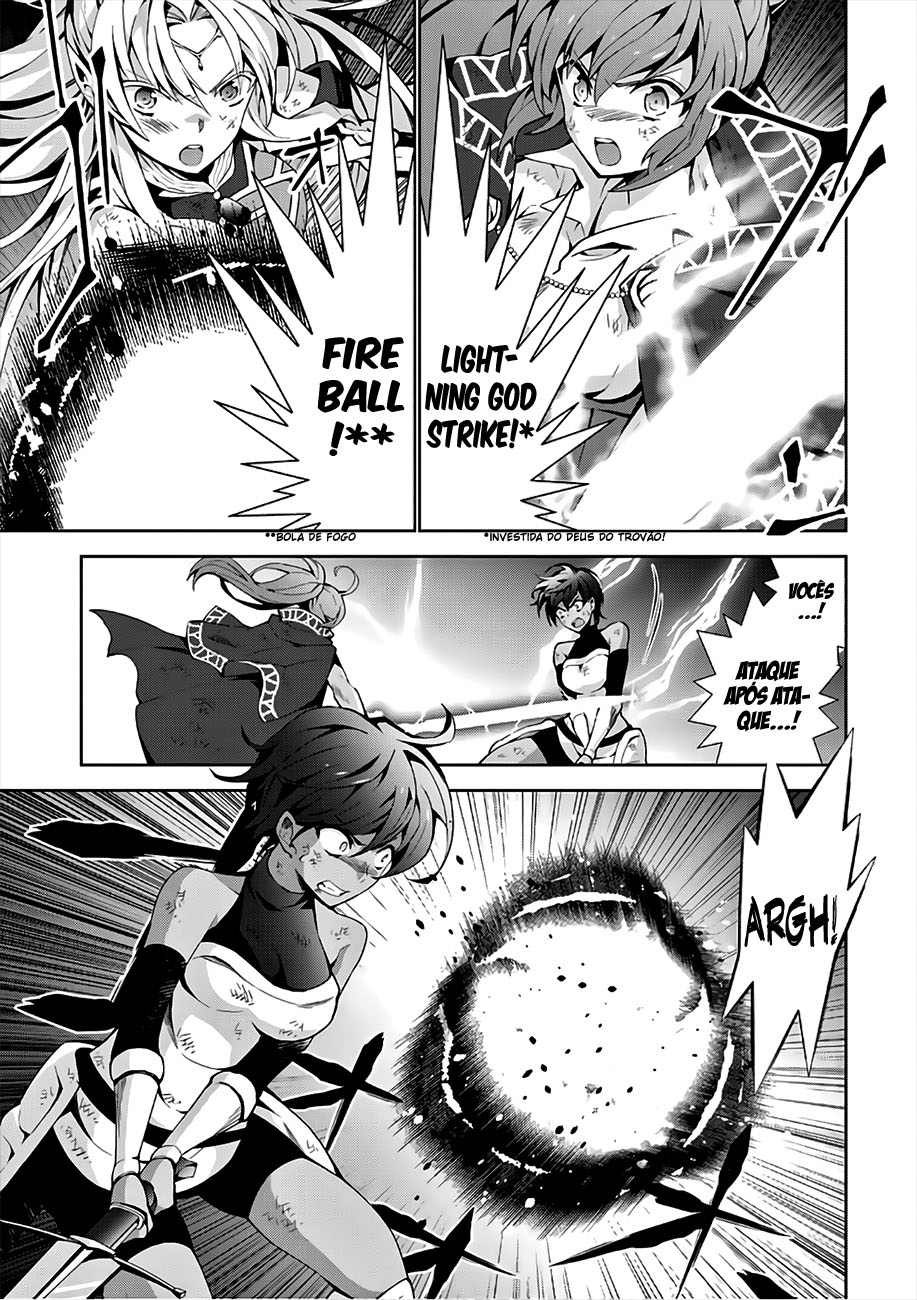 LIGHT-
NING GOD
STRIKE!*
*INVESTIDA DO DEUS DO TROVÃO!
FIRE
BALL
!**
**BOLA DE FOGO
VOCÊS
...!
ATAQUE
APÓS ATA-
QUE...!
ARGH!